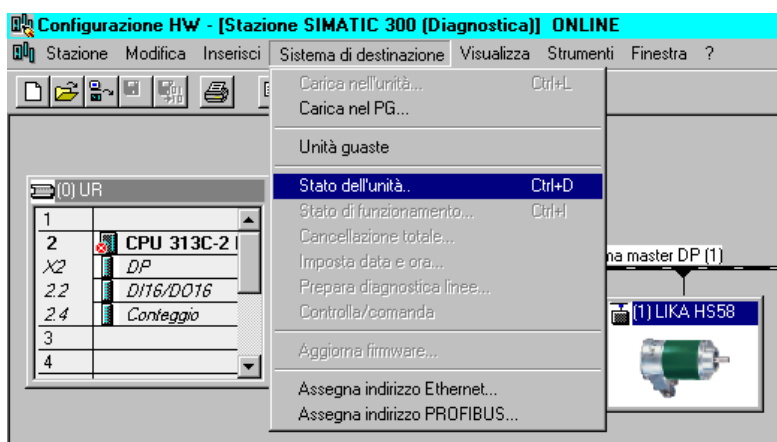 Configurazione HW - [Stazione SIMATIC 300 (Diagnostica)] ONLINE
Stazione Modifica Inserisci Sistema di destinazione Visualizza Strumenti Finestra ?
Carica nell'unità... Ctrl+L
Carica nel PG...
Unità guaste
Stato dell'unità.. Ctrl+D
Stato di funzionamento... Ctrl+I
Cancellazione totale...
Imposta data e ora...
Prepara diagnostica linee...
Controlla/comanda
Aggiorna firmware...
Assegna indirizzo Ethernet...
Assegna indirizzo PROFIBUS...
(0) UR
1
2 CPU 313C-2
X2 DP
2.2 DI16/DO16
2.4 Conteggio
3
4
master DP (1)
(1) LIKA HS58